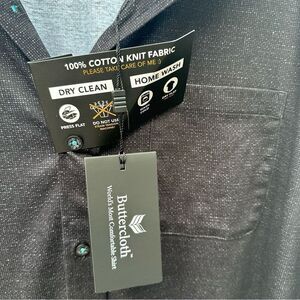 100% COTTON KNIT FABRIC
PLEASE TAKE CARE OF ME :)
DRY CLEAN
HOME WASH
PRESS FLAT
DO NOT USE
Buttercloth™
World's Most Comfortable Shirt